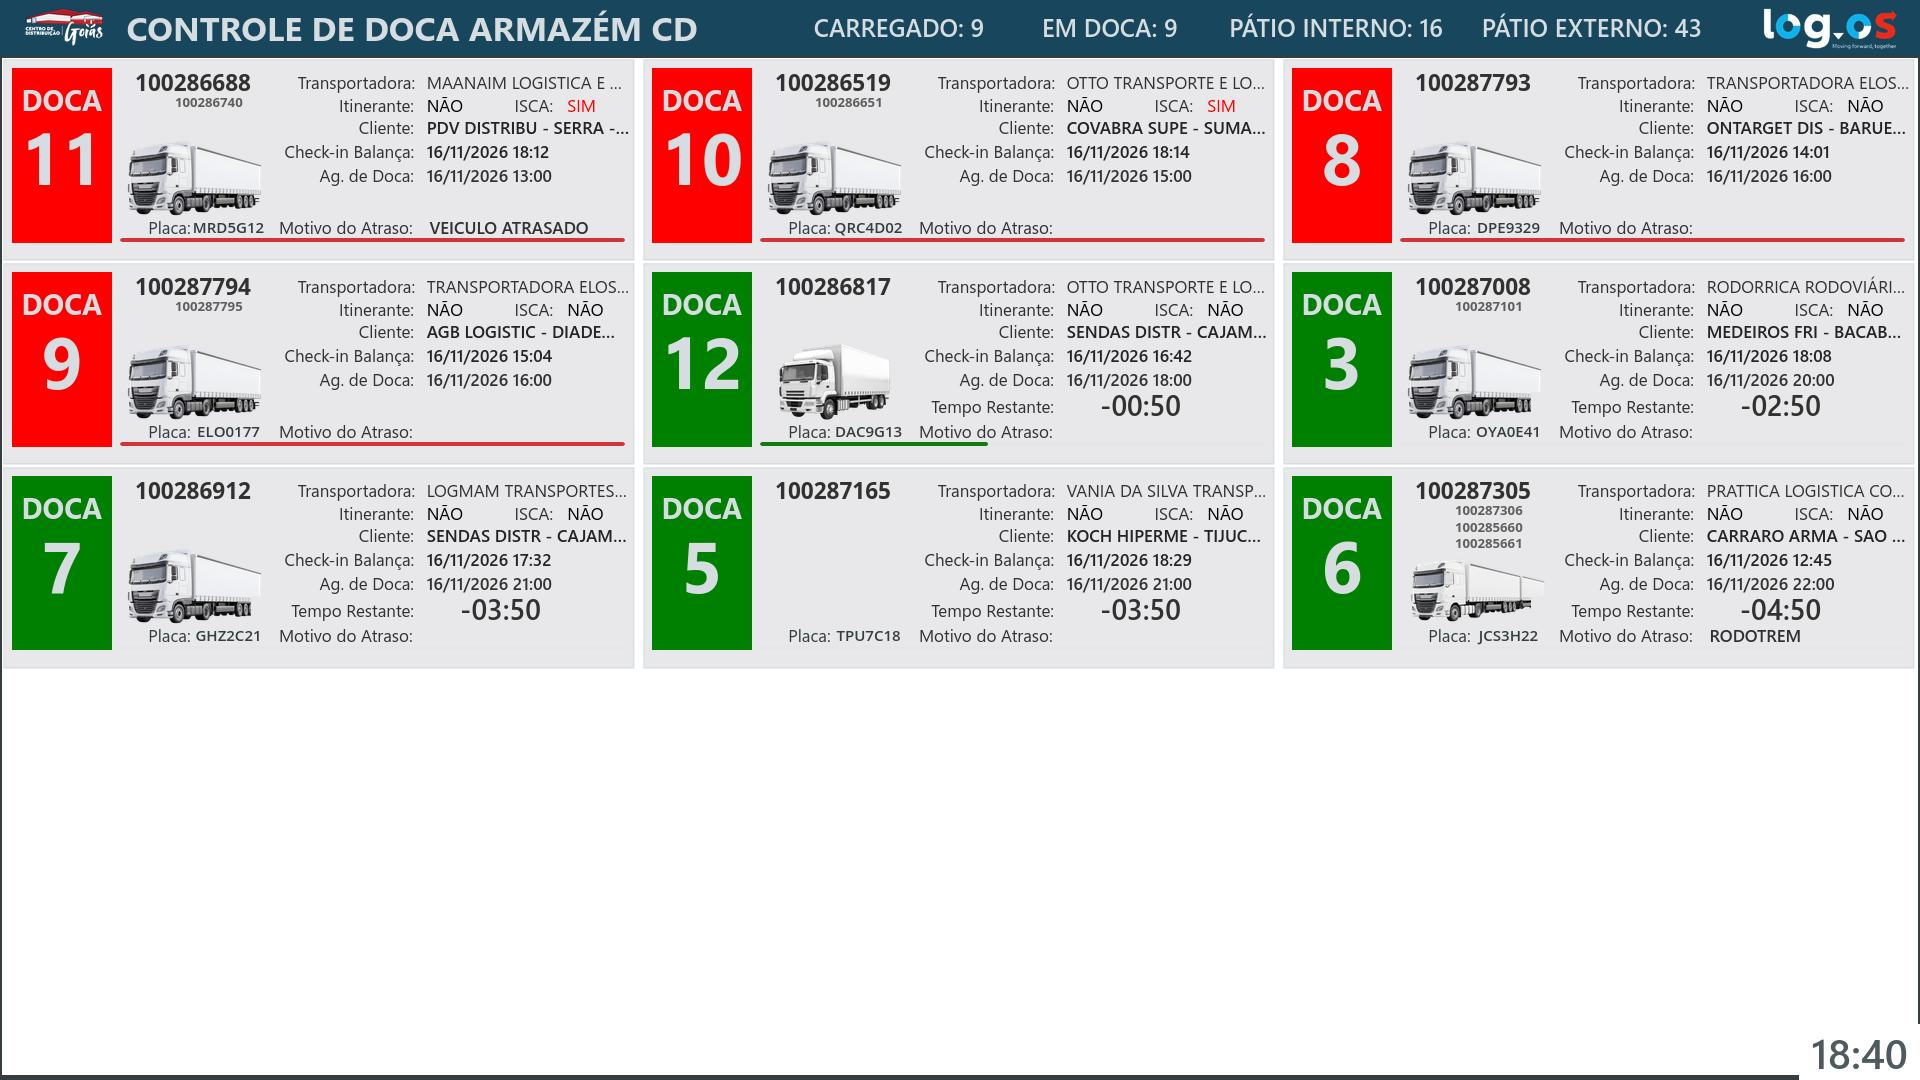 CENTRO DE DISTRIBUIÇÃO Goiás
CONTROLE DE DOCA ARMAZÉM CD
CARREGADO: 9
EM DOCA: 9
PÁTIO INTERNO: 16
PÁTIO EXTERNO: 43
log.os
Moving forward, together
DOCA
11
100286688
100286740
Transportadora: MAANAIM LOGISTICA E ...
Itinerante: NÃO ISCA: SIM
Cliente: PDV DISTRIBU - SERRA -...
Check-in Balança: 16/11/2026 18:12
Ag. de Doca: 16/11/2026 13:00
Placa: MRD5G12 Motivo do Atraso: VEICULO ATRASADO
DOCA
10
100286519
100286651
Transportadora: OTTO TRANSPORTE E LO...
Itinerante: NÃO ISCA: SIM
Cliente: COVABRA SUPE - SUMA...
Check-in Balança: 16/11/2026 18:14
Ag. de Doca: 16/11/2026 15:00
Placa: QRC4D02 Motivo do Atraso:
DOCA
8
100287793
Transportadora: TRANSPORTADORA ELOS...
Itinerante: NÃO ISCA: NÃO
Cliente: ONTARGET DIS - BARUE...
Check-in Balança: 16/11/2026 14:01
Ag. de Doca: 16/11/2026 16:00
Placa: DPE9329 Motivo do Atraso:
DOCA
9
100287794
100287795
Transportadora: TRANSPORTADORA ELOS...
Itinerante: NÃO ISCA: NÃO
Cliente: AGB LOGISTIC - DIADE...
Check-in Balança: 16/11/2026 15:04
Ag. de Doca: 16/11/2026 16:00
Placa: ELO0177 Motivo do Atraso:
DOCA
12
100286817
Transportadora: OTTO TRANSPORTE E LO...
Itinerante: NÃO ISCA: NÃO
Cliente: SENDAS DISTR - CAJAM...
Check-in Balança: 16/11/2026 16:42
Ag. de Doca: 16/11/2026 18:00
Tempo Restante: -00:50
Placa: DAC9G13 Motivo do Atraso:
DOCA
3
100287008
100287101
Transportadora: RODORRICA RODOVIÁRI...
Itinerante: NÃO ISCA: NÃO
Cliente: MEDEIROS FRI - BACAB...
Check-in Balança: 16/11/2026 18:08
Ag. de Doca: 16/11/2026 20:00
Tempo Restante: -02:50
Placa: OYA0E41 Motivo do Atraso:
DOCA
7
100286912
Transportadora: LOGMAM TRANSPORTES...
Itinerante: NÃO ISCA: NÃO
Cliente: SENDAS DISTR - CAJAM...
Check-in Balança: 16/11/2026 17:32
Ag. de Doca: 16/11/2026 21:00
Tempo Restante: -03:50
Placa: GHZ2C21 Motivo do Atraso:
DOCA
5
100287165
Transportadora: VANIA DA SILVA TRANSP...
Itinerante: NÃO ISCA: NÃO
Cliente: KOCH HIPERME - TIJUC...
Check-in Balança: 16/11/2026 18:29
Ag. de Doca: 16/11/2026 21:00
Tempo Restante: -03:50
Placa: TPU7C18 Motivo do Atraso:
DOCA
6
100287305
100287306
100285660
100285661
Transportadora: PRATTICA LOGISTICA CO...
Itinerante: NÃO ISCA: NÃO
Cliente: CARRARO ARMA - SAO ...
Check-in Balança: 16/11/2026 12:45
Ag. de Doca: 16/11/2026 22:00
Tempo Restante: -04:50
Placa: JCS3H22 Motivo do Atraso: RODOTREM
18:40